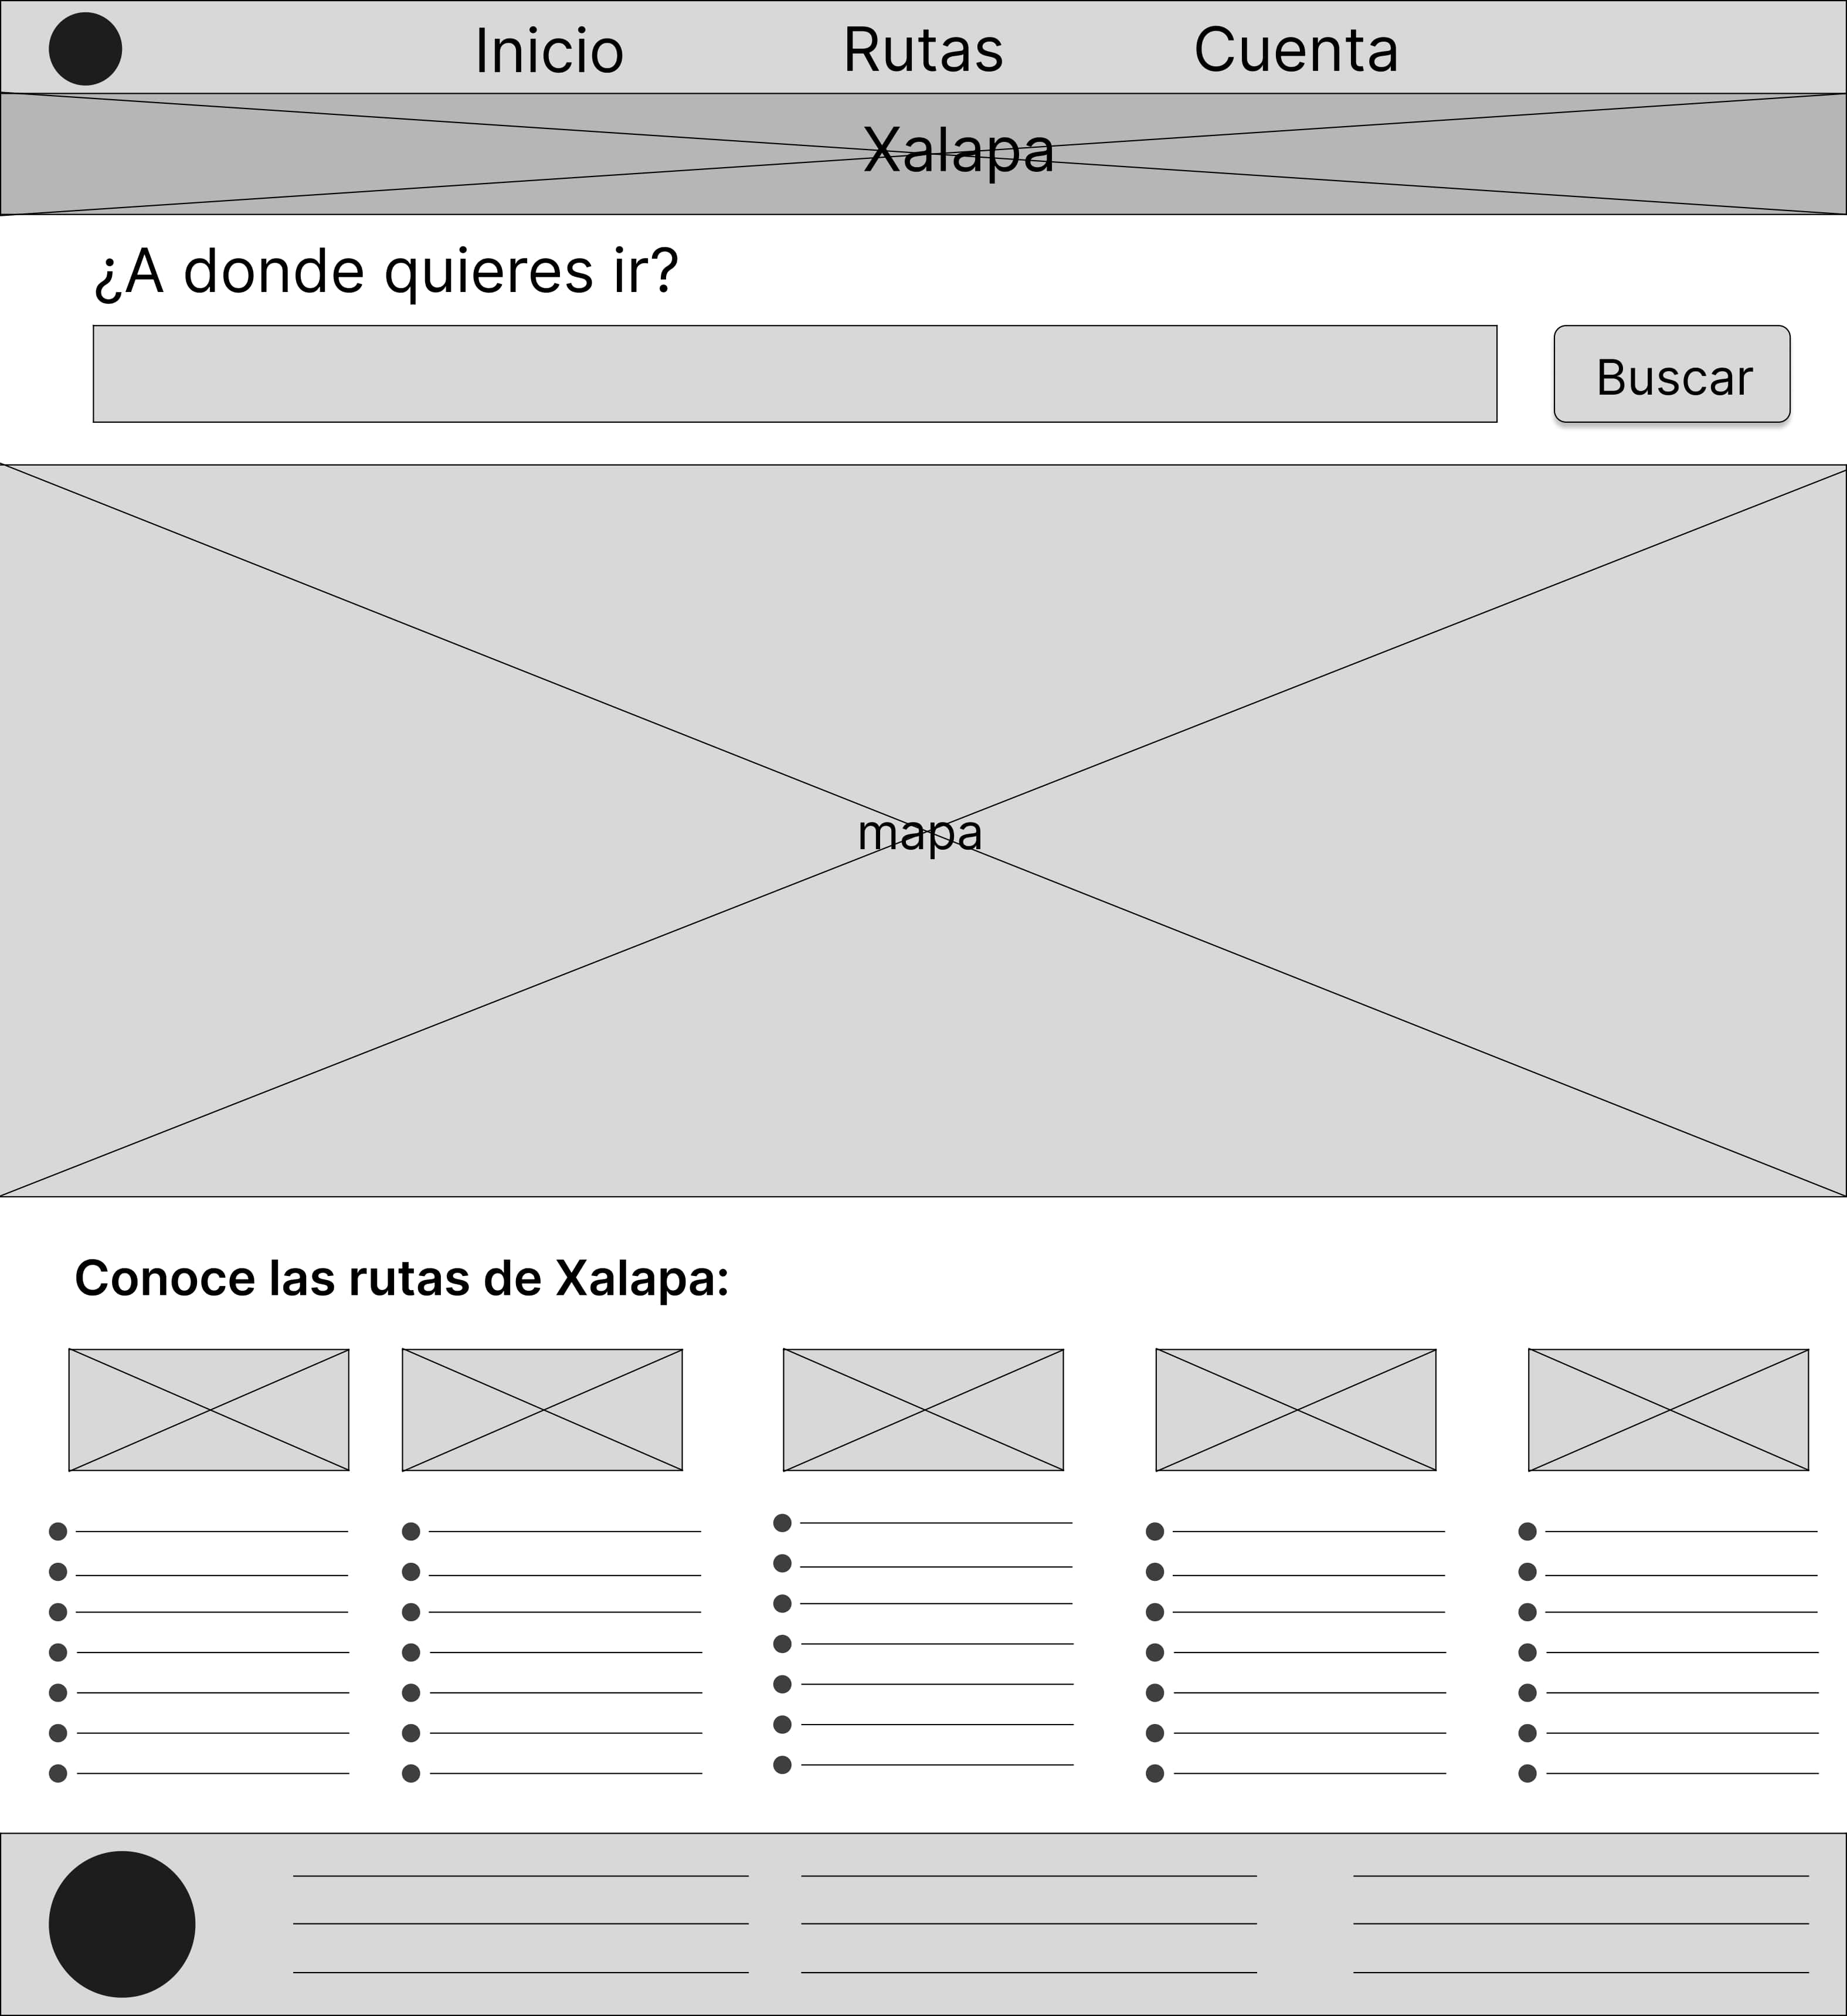 Inicio Rutas Cuenta
Xalapa
¿A donde quieres ir?
Buscar
mapa
Conoce las rutas de Xalapa: